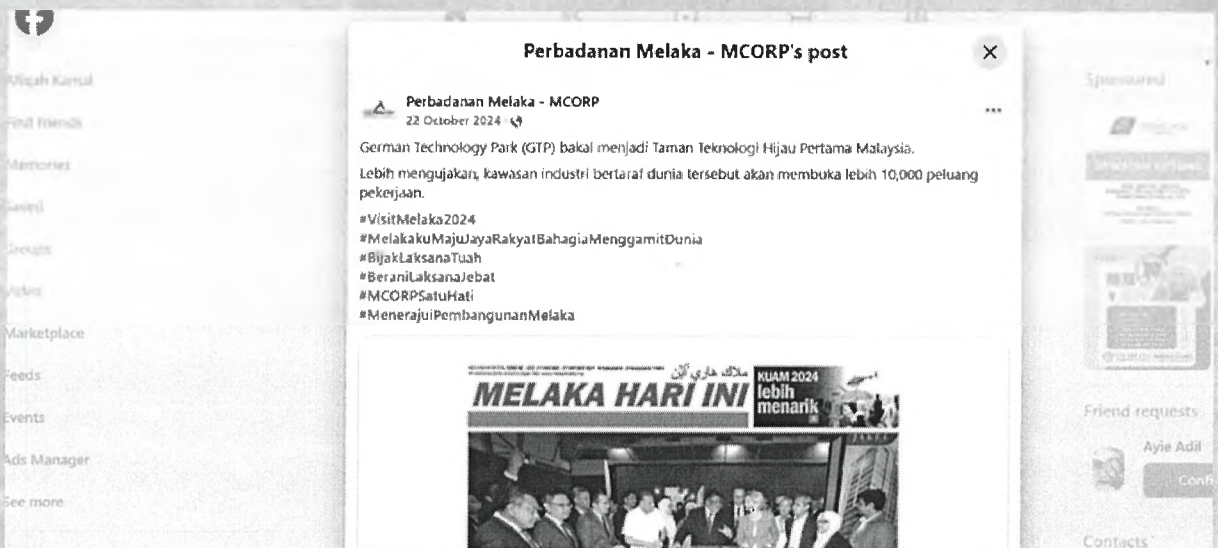 Perbadanan Melaka - MCORP's post
Perbadanan Melaka - MCORP
22 October 2024
German Technology Park (GTP) bakal menjadi Taman Teknologi Hijau Pertama Malaysia.
Lebih mengujakan, kawasan industri bertaraf dunia tersebut akan membuka lebih 10,000 peluang
pekerjaan.
#VisitMelaka2024
#MelakakuMajuJayaRakyatBahagiaMenggamitDunia
#BijakLaksanaTuah
#BeraniLaksanaJebat
#MCORPSatuHati
#MenerajuiPembangunanMelaka
ملاك هاري اين
MELAKA HARI INI
KUAM 2024
lebih
menarik
Kamal
Find friends
Memories
Saved
Groups
Video
Marketplace
Feeds
Events
Ads Manager
See more
Sponsored
Friend requests
Ayie Adil
Conf
Contacts